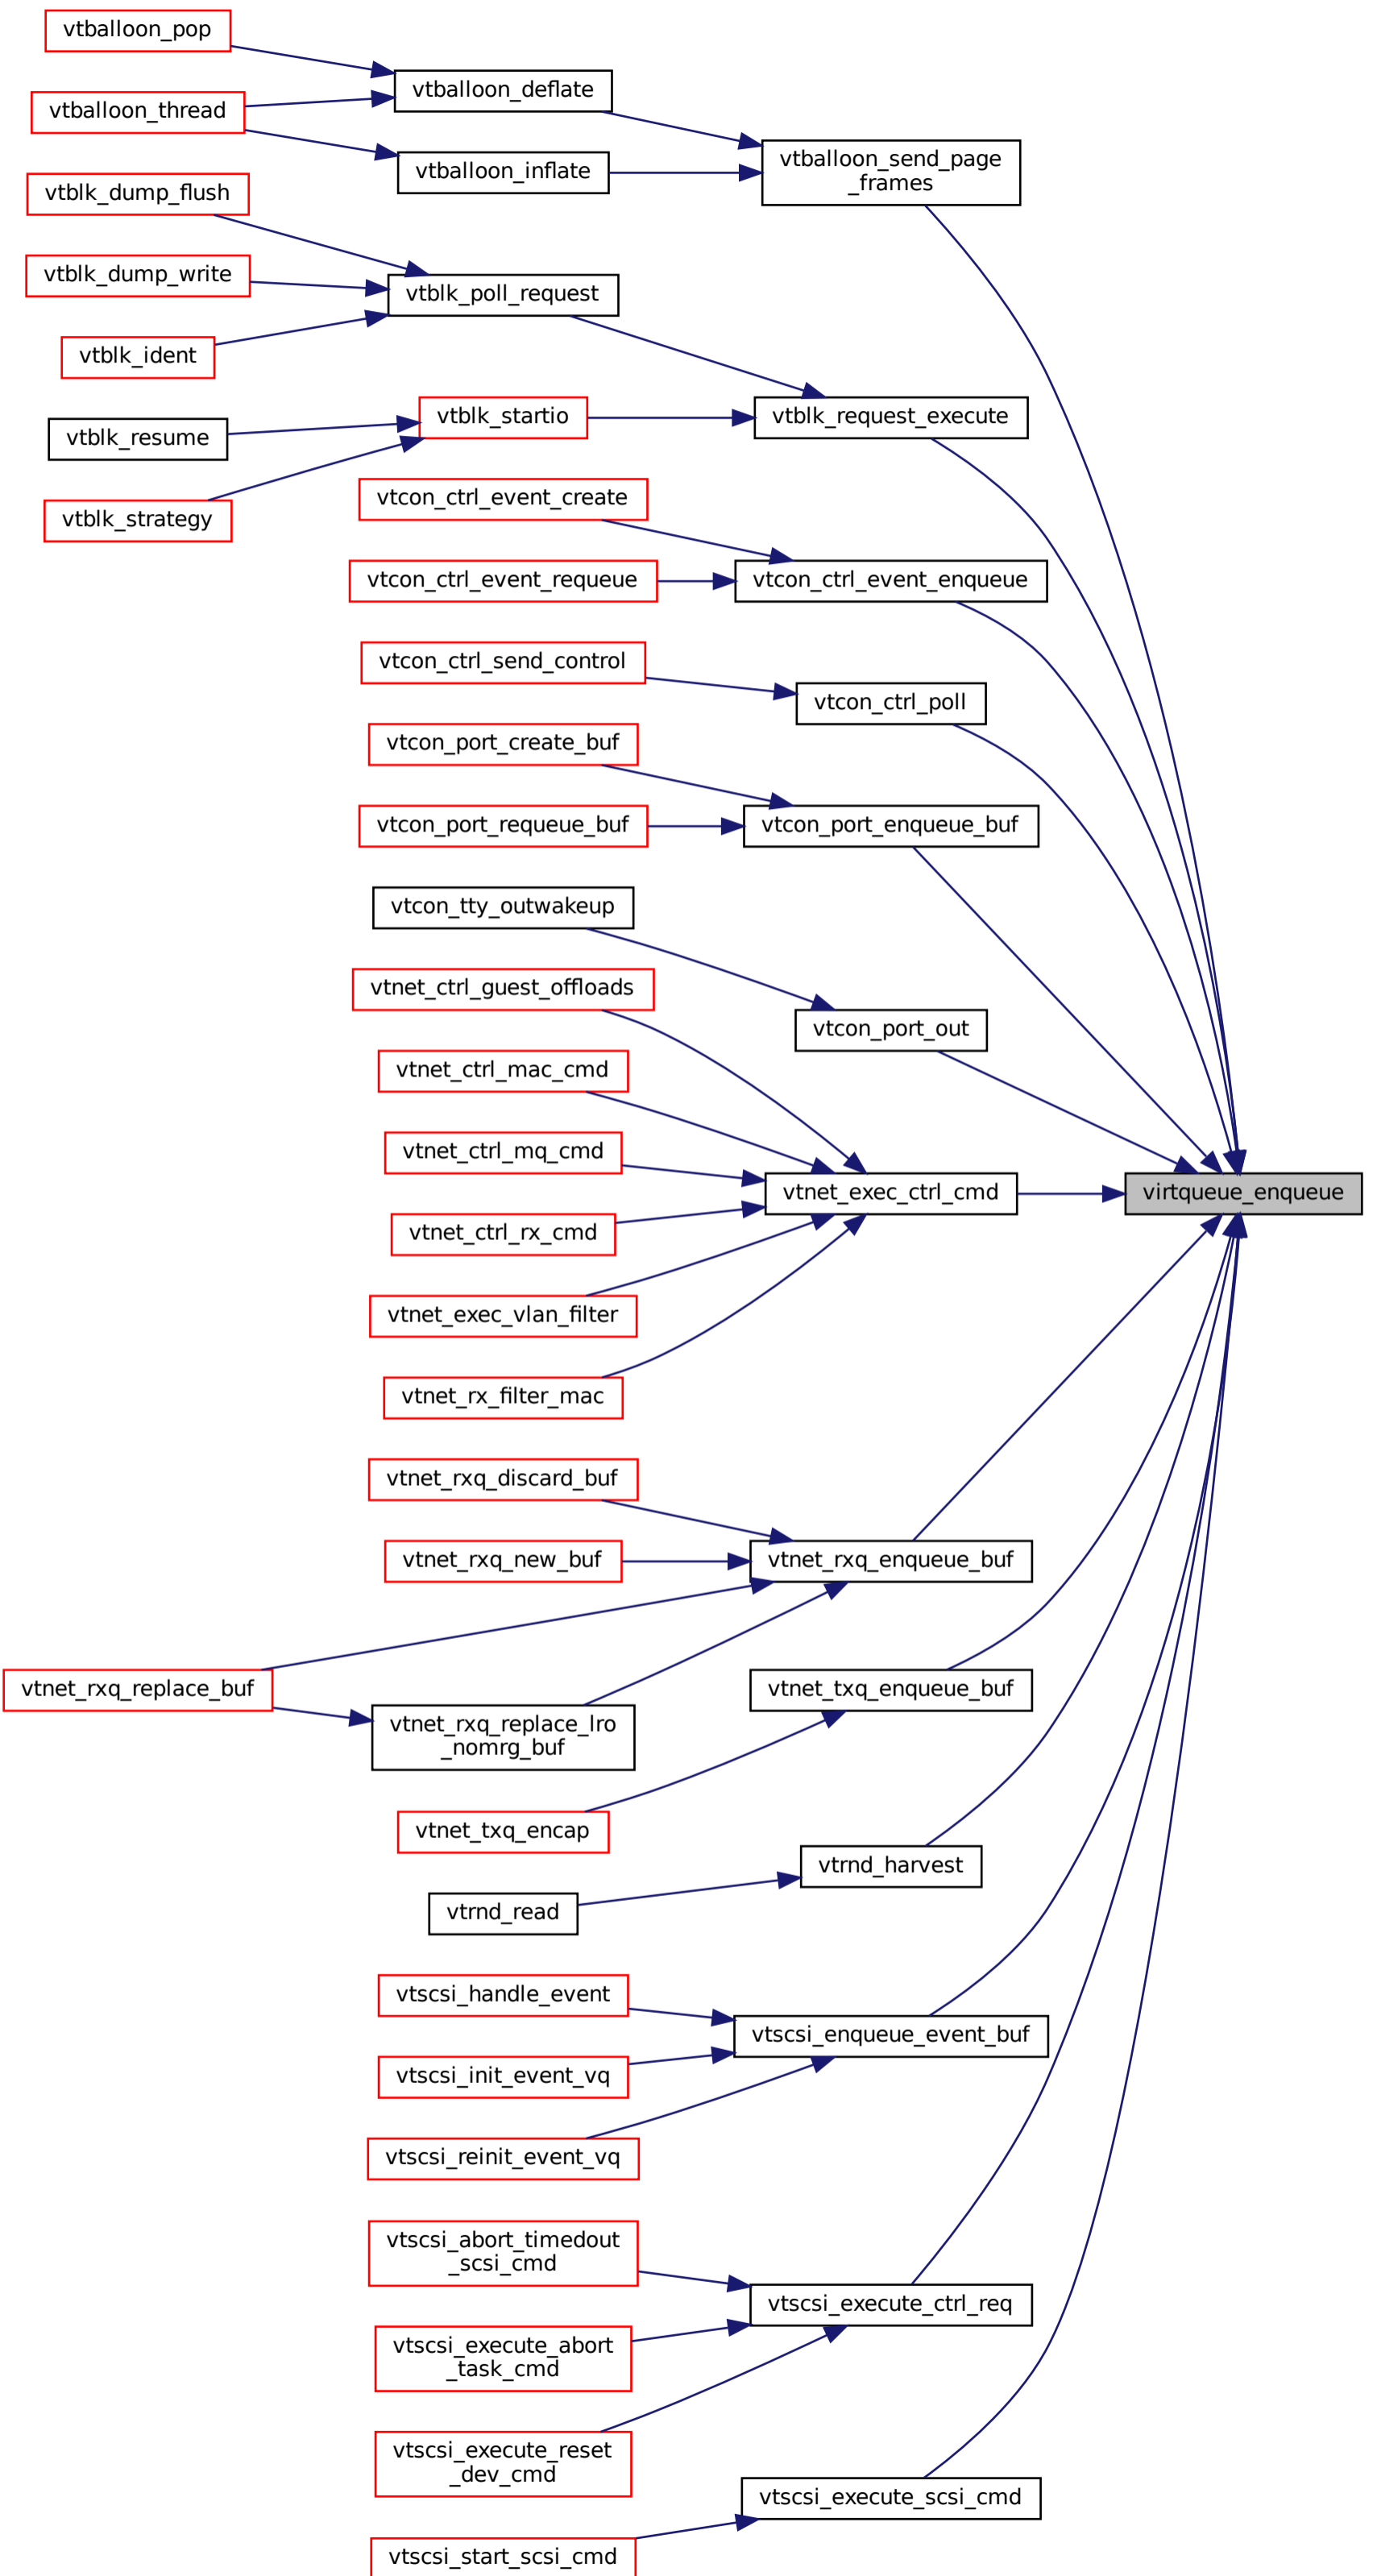 vtballoon_pop
vtballoon_deflate
vtballoon_thread
vtballoon_inflate
vtballoon_send_page
_frames
vtblk_dump_flush
vtblk_dump_write
vtblk_poll_request
vtblk_ident
vtblk_startio
vtblk_request_execute
vtblk_resume
vtblk_strategy
vtcon_ctrl_event_create
vtcon_ctrl_event_requeue
vtcon_ctrl_event_enqueue
vtcon_ctrl_send_control
vtcon_ctrl_poll
vtcon_port_create_buf
vtcon_port_requeue_buf
vtcon_port_enqueue_buf
vtcon_tty_outwakeup
vtnet_ctrl_guest_offloads
vtcon_port_out
vtnet_ctrl_mac_cmd
vtnet_ctrl_mq_cmd
vtnet_exec_ctrl_cmd
virtqueue_enqueue
vtnet_ctrl_rx_cmd
vtnet_exec_vlan_filter
vtnet_rx_filter_mac
vtnet_rxq_discard_buf
vtnet_rxq_new_buf
vtnet_rxq_enqueue_buf
vtnet_rxq_replace_buf
vtnet_rxq_replace_lro
_nomrg_buf
vtnet_txq_enqueue_buf
vtnet_txq_encap
vtrnd_harvest
vtrnd_read
vtscsi_handle_event
vtscsi_enqueue_event_buf
vtscsi_init_event_vq
vtscsi_reinit_event_vq
vtscsi_abort_timedout
_scsi_cmd
vtscsi_execute_ctrl_req
vtscsi_execute_abort
_task_cmd
vtscsi_execute_reset
_dev_cmd
vtscsi_execute_scsi_cmd
vtscsi_start_scsi_cmd